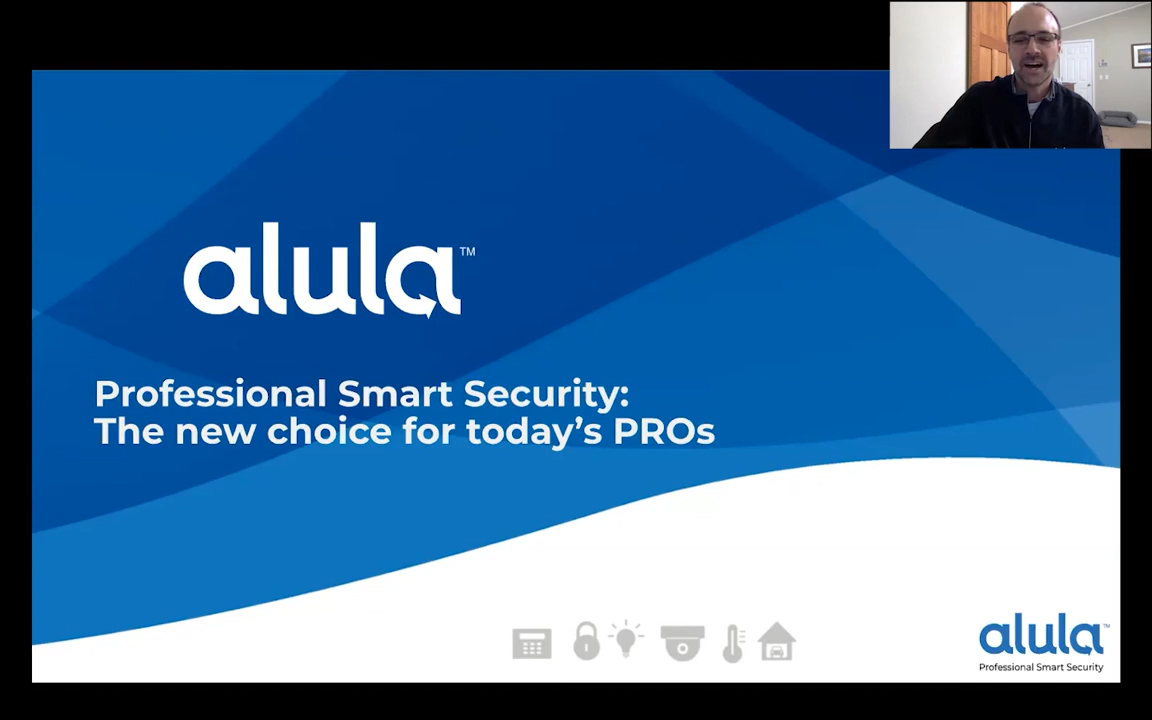 alula™
Professional Smart Security:
The new choice for today's PROs
alula™
Professional Smart Security